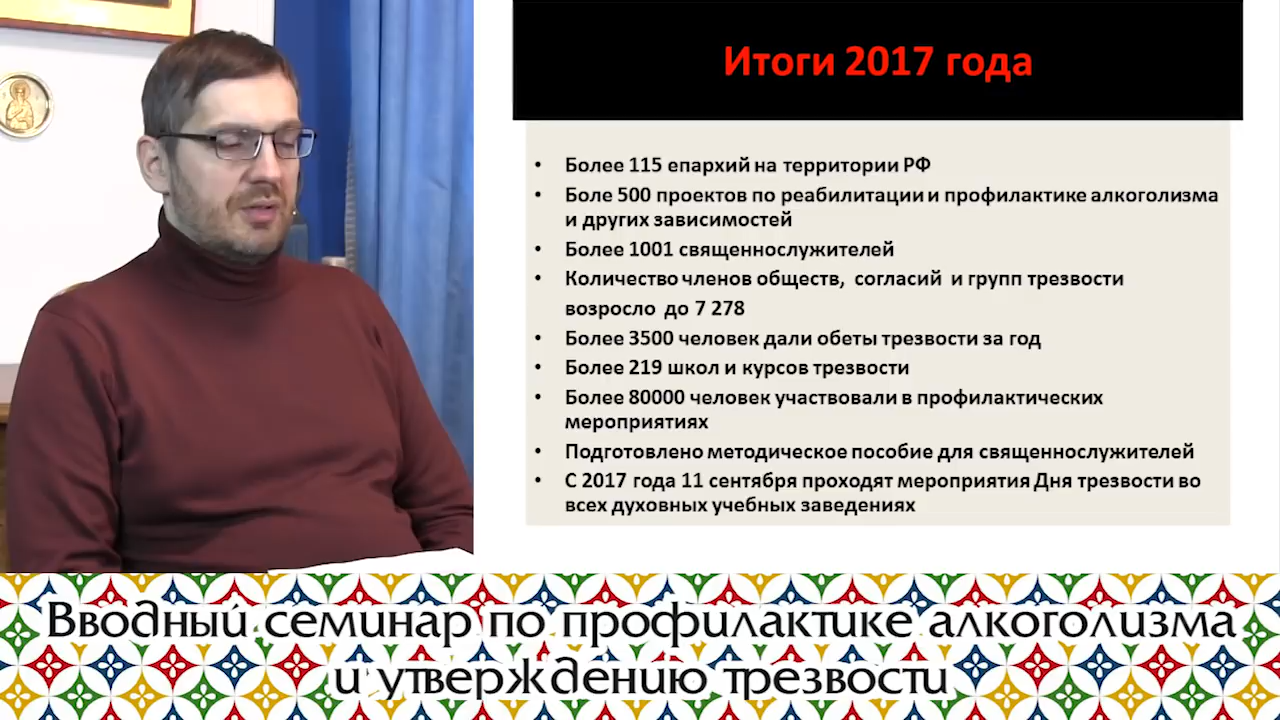 Итоги 2017 года
• Более 115 епархий на территории РФ
• Боле 500 проектов по реабилитации и профилактике алкоголизма
и других зависимостей
• Более 1001 священнослужителей
• Количество членов обществ, согласий и групп трезвости
возросло до 7 278
• Более 3500 человек дали обеты трезвости за год
• Более 219 школ и курсов трезвости
• Более 80000 человек участвовали в профилактических
мероприятиях
• Подготовлено методическое пособие для священнослужителей
• С 2017 года 11 сентября проходят мероприятия Дня трезвости во
всех духовных учебных заведениях
Вводный семинар по профилактике алкоголизма
и утверждению трезвости